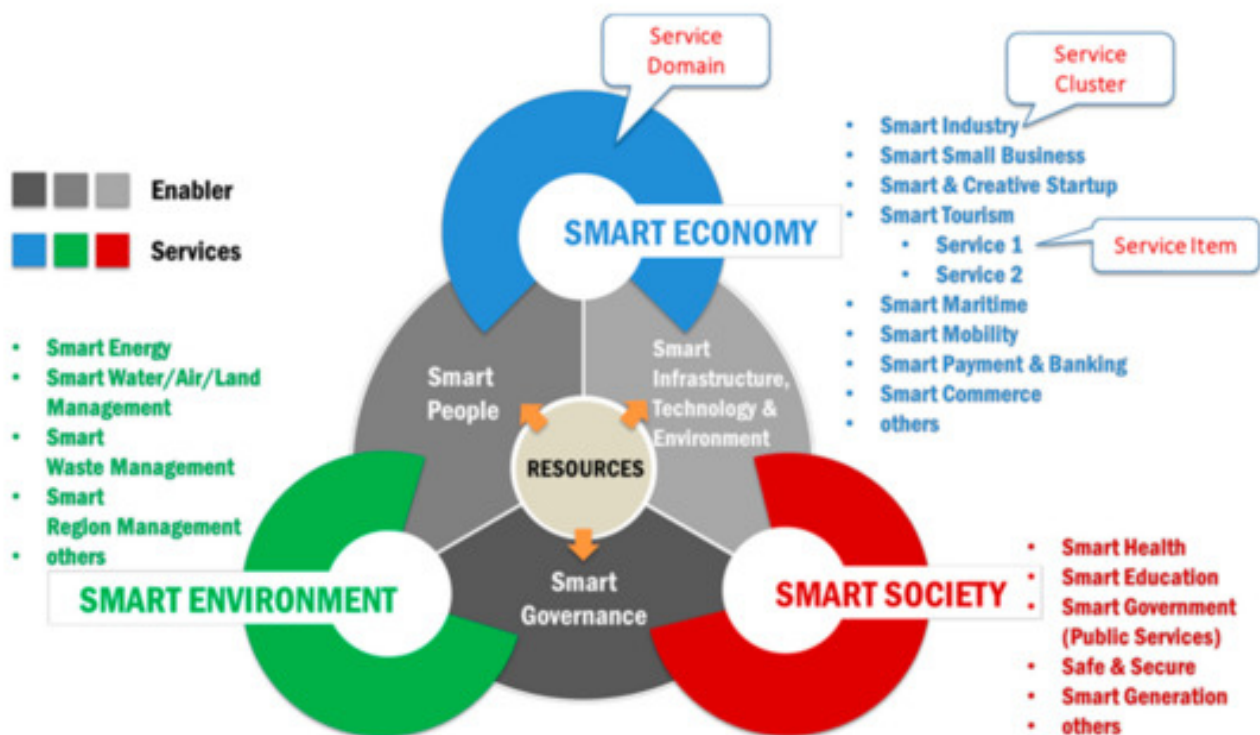 Service
Domain
Service
Cluster
• Smart Industry
• Smart Small Business
• Smart & Creative Startup
• Smart Tourism
• Service 1
• Service 2
Service Item
• Smart Maritime
• Smart Mobility
• Smart Payment & Banking
• Smart Commerce
• others
Enabler
Services
SMART ECONOMY
• Smart Energy
• Smart Water/Air/Land
Management
• Smart
Waste Management
• Smart
Region Management
• others
Smart
People
Smart
Infrastructure,
Technology &
Environment
RESOURCES
Smart
Governance
SMART ENVIRONMENT
SMART SOCIETY
• Smart Health
• Smart Education
• Smart Government
(Public Services)
• Safe & Secure
• Smart Generation
• others